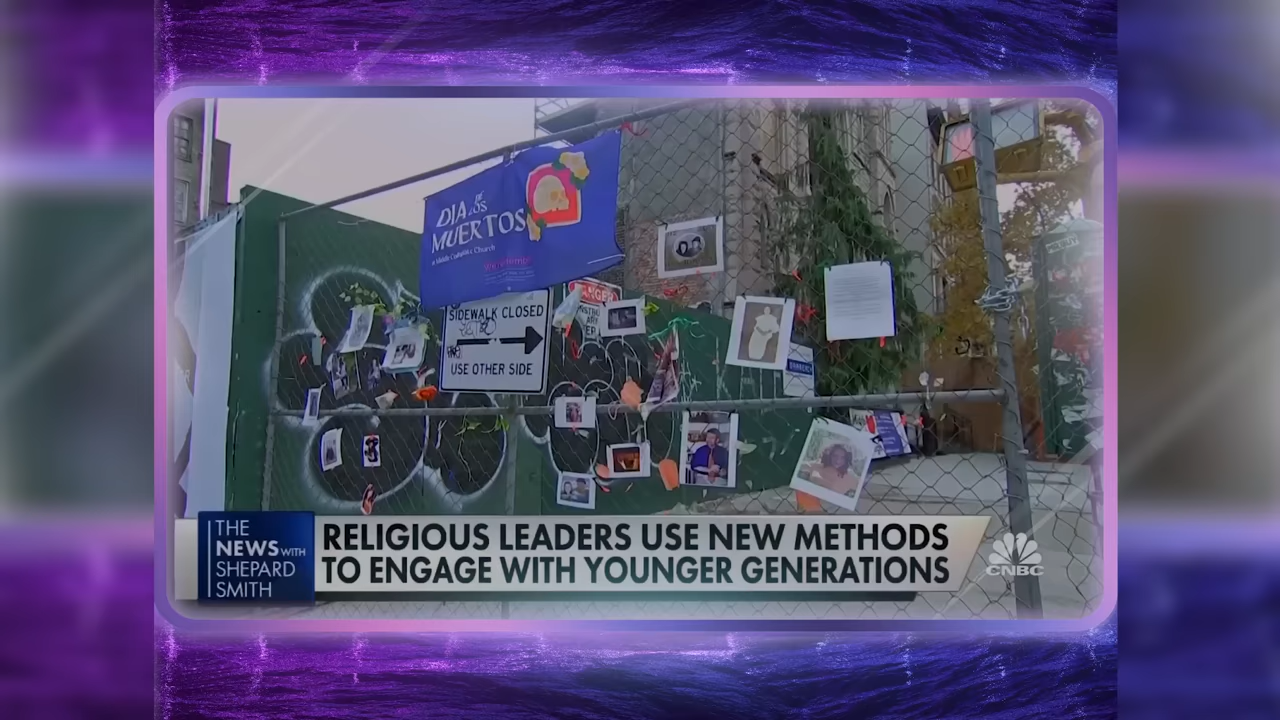 DIA DE
LOS
MUERTOS
SIDEWALK CLOSED
USE OTHER SIDE
DANGER
THE
NEWS WITH
SHEPARD
SMITH
RELIGIOUS LEADERS USE NEW METHODS
TO ENGAGE WITH YOUNGER GENERATIONS
CNBC